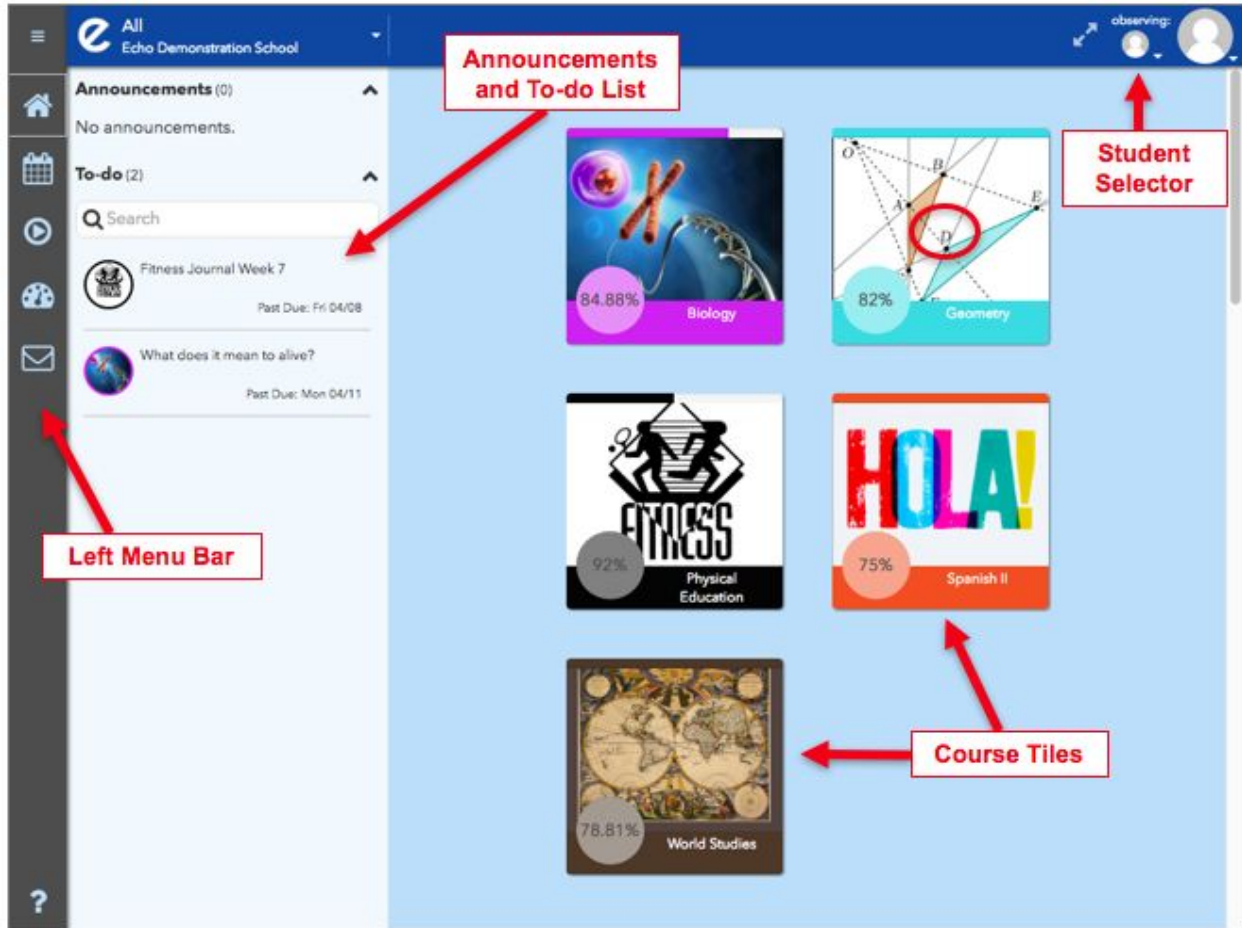 All
Echo Demonstration School
observing:
Announcements
and To-do List
Student
Selector
Announcements (0)
No announcements.
To-do (2)
Search
Fitness Journal Week 7
Past Due: Fri 04/08
What does it mean to alive?
Past Due: Mon 04/11
Left Menu Bar
84.88%
Biology
O
B
A
E
D
82%
Geometry
FITNESS
92%
Physical
Education
HOLA!
75%
Spanish II
Course Tiles
78.81%
World Studies
?